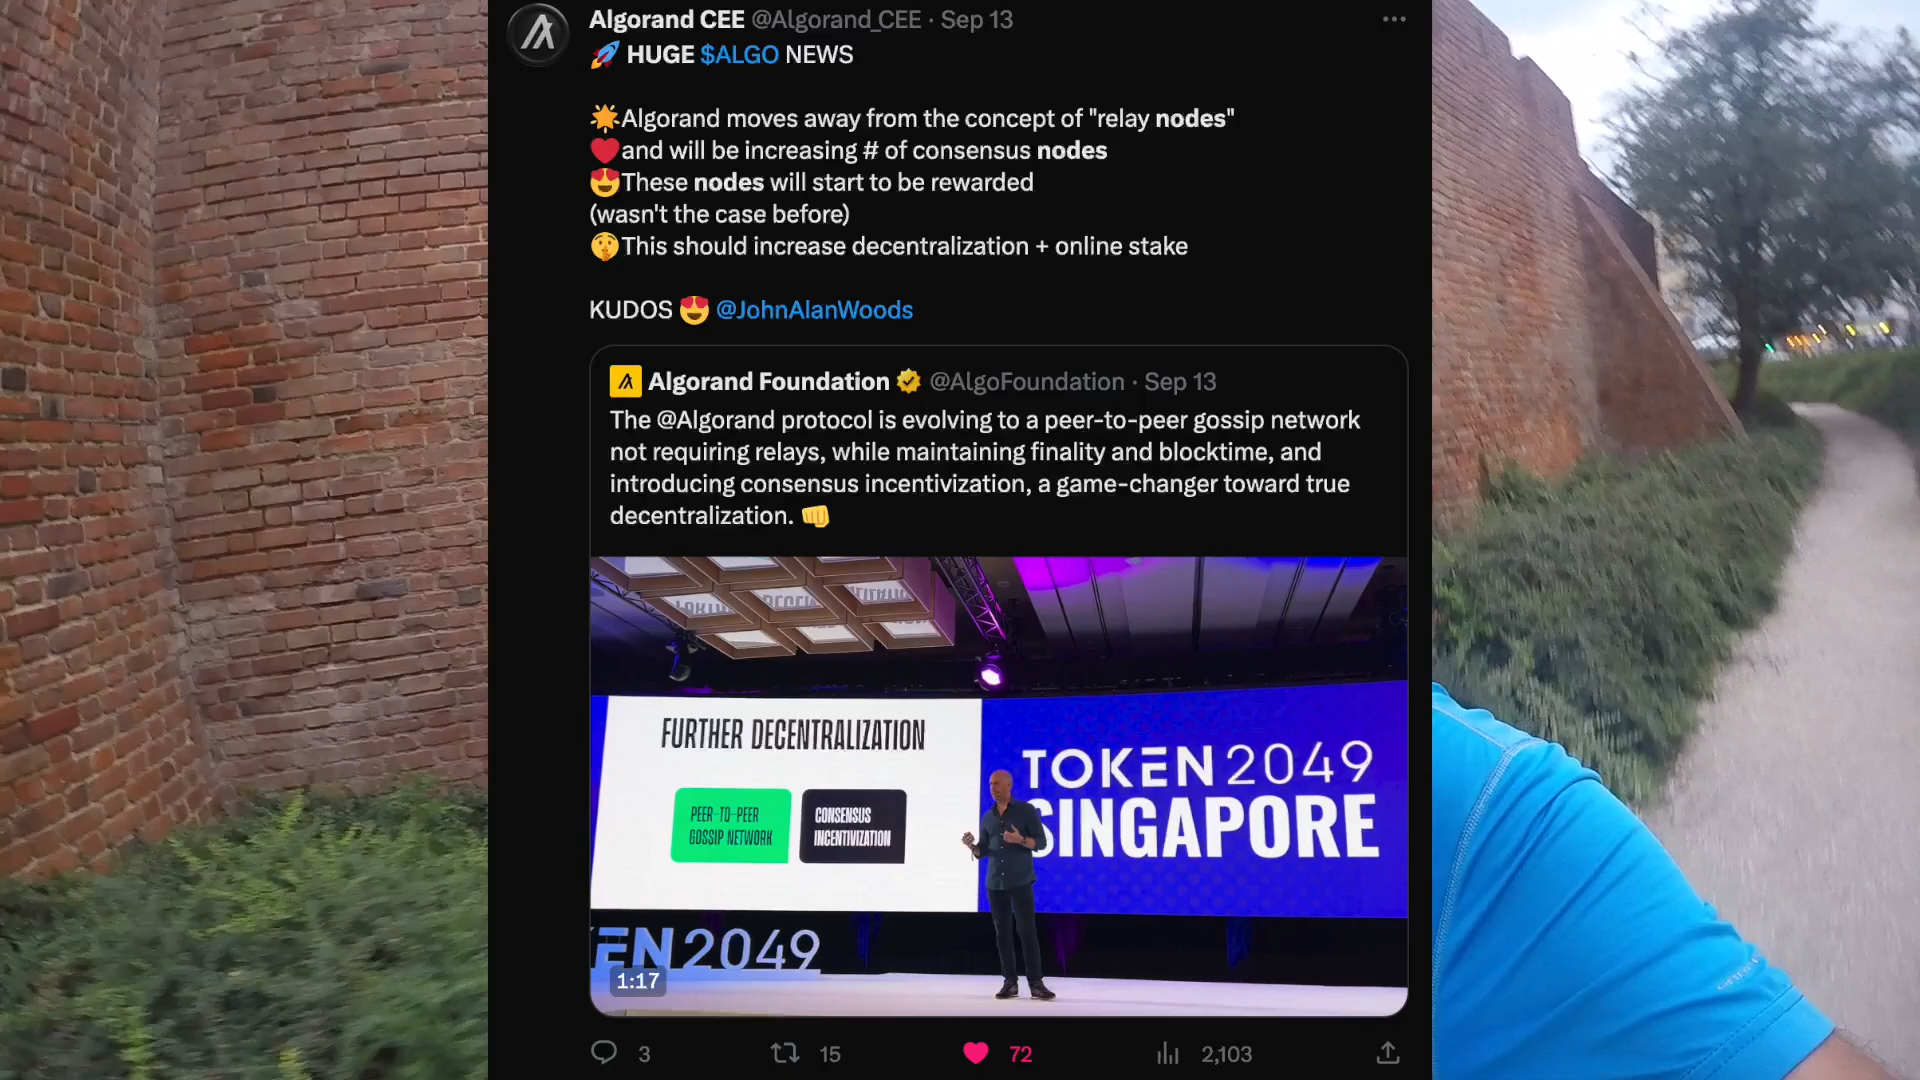 Algorand CEE @Algorand_CEE · Sep 13
🚀 HUGE $ALGO NEWS
🌟Algorand moves away from the concept of "relay nodes"
❤️and will be increasing # of consensus nodes
😍These nodes will start to be rewarded
(wasn't the case before)
🤫This should increase decentralization + online stake
KUDOS 😍 @JohnAlanWoods
Algorand Foundation @AlgoFoundation · Sep 13
The @Algorand protocol is evolving to a peer-to-peer gossip network
not requiring relays, while maintaining finality and blocktime, and
introducing consensus incentivization, a game-changer toward true
decentralization. 👊
FURTHER DECENTRALIZATION
PEER-TO-PEER
GOSSIP NETWORK
CONSENSUS
INCENTIVIZATION
TOKEN2049
SINGAPORE
KEN2049
1:17
3 15 72 2,103